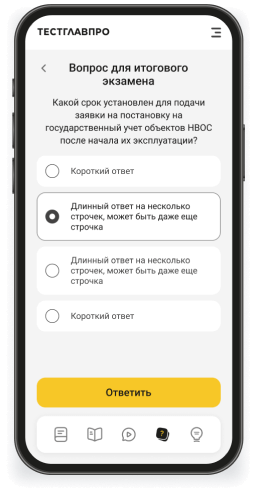 ТЕСТГЛАВПРО
Вопрос для итогового
экзамена
Какой срок установлен для подачи
заявки на постановку на
государственный учет объектов НВОС
после начала их эксплуатации?
Короткий ответ
Длинный ответ на несколько
строчек, может быть даже еще
строчка
Длинный ответ на несколько
строчек, может быть даже еще
строчка
Короткий ответ
Ответить
?